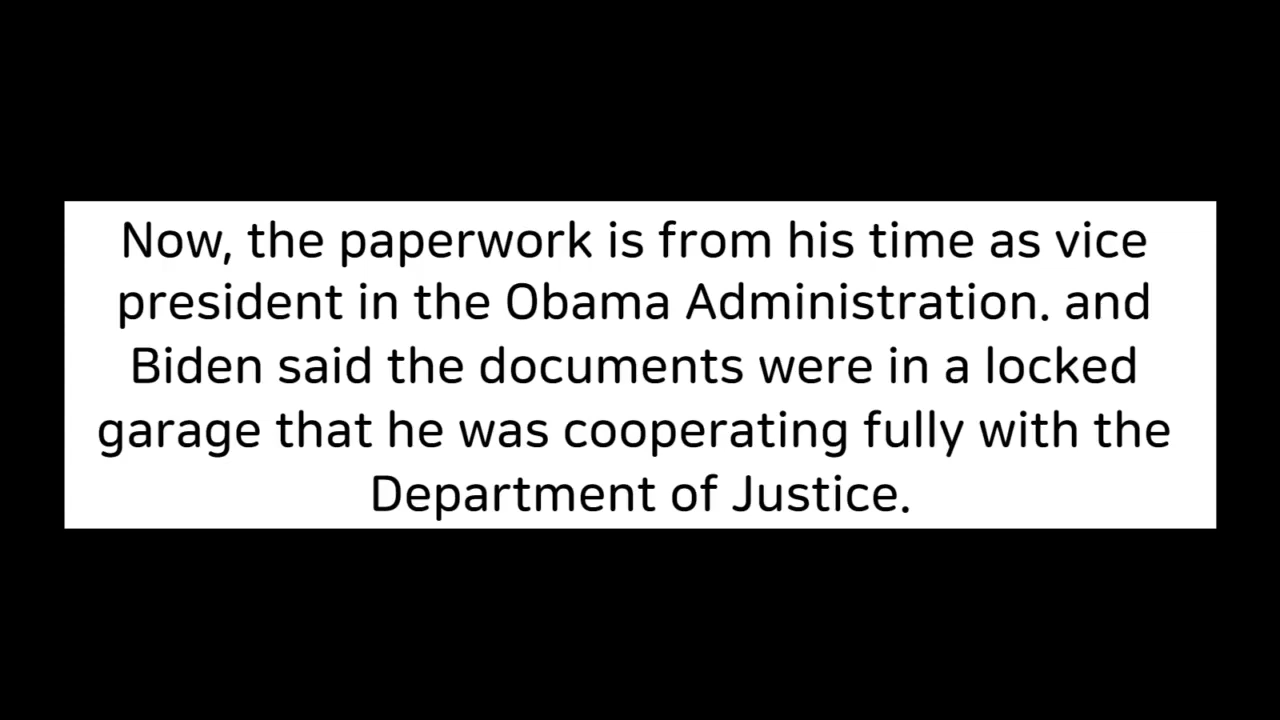 Now, the paperwork is from his time as vice
president in the Obama Administration. and
Biden said the documents were in a locked
garage that he was cooperating fully with the
Department of Justice.